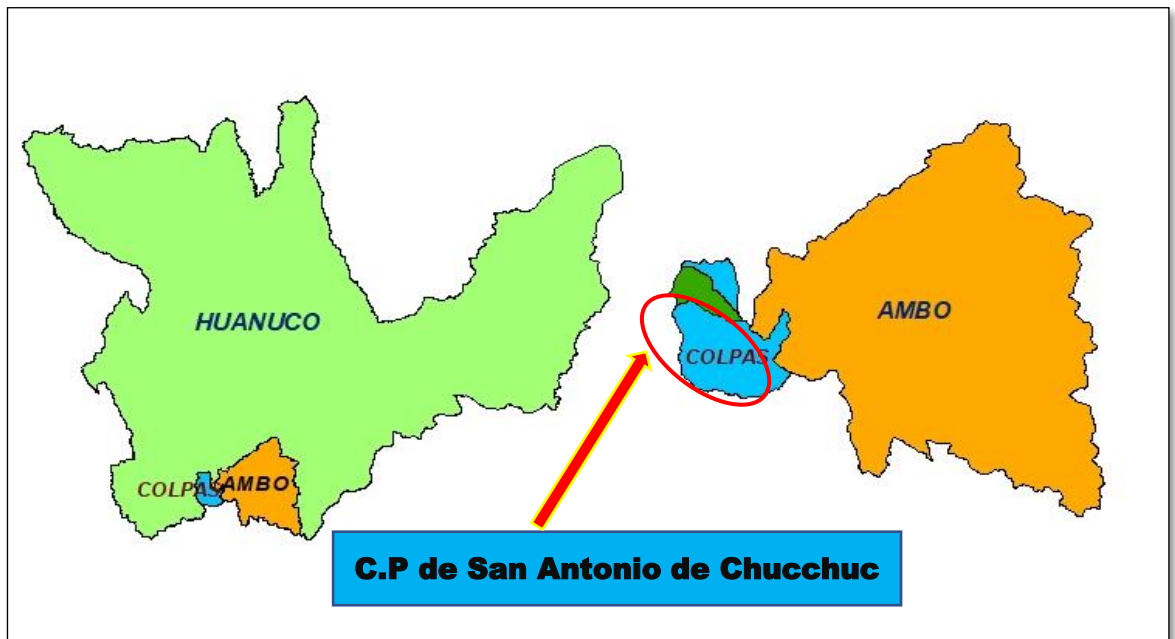 HUANUCO
COLPAS
AMBO
COLPAS
AMBO
C.P de San Antonio de Chucchuc